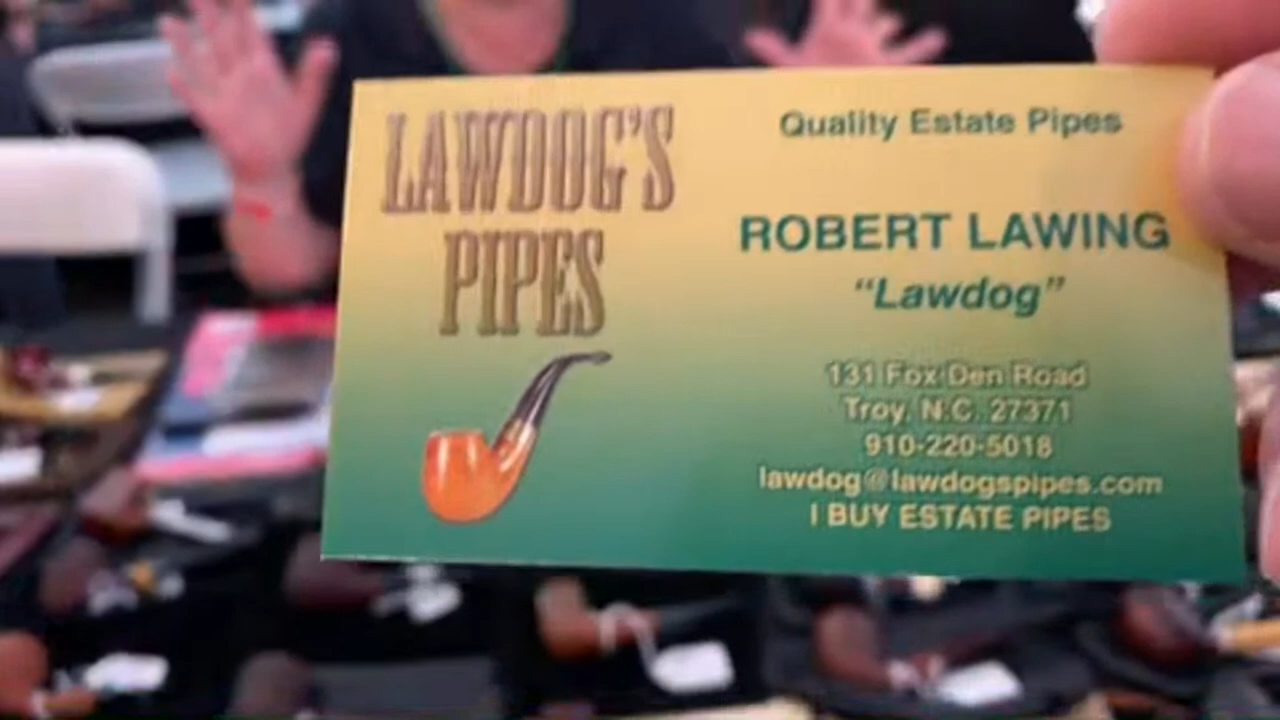 LAWDOG'S
PIPES
Quality Estate Pipes
ROBERT LAWING
"Lawdog"
131 Fox Den Road
Troy, N.C. 27371
910-220-5018
lawdog@lawdogspipes.com
I BUY ESTATE PIPES